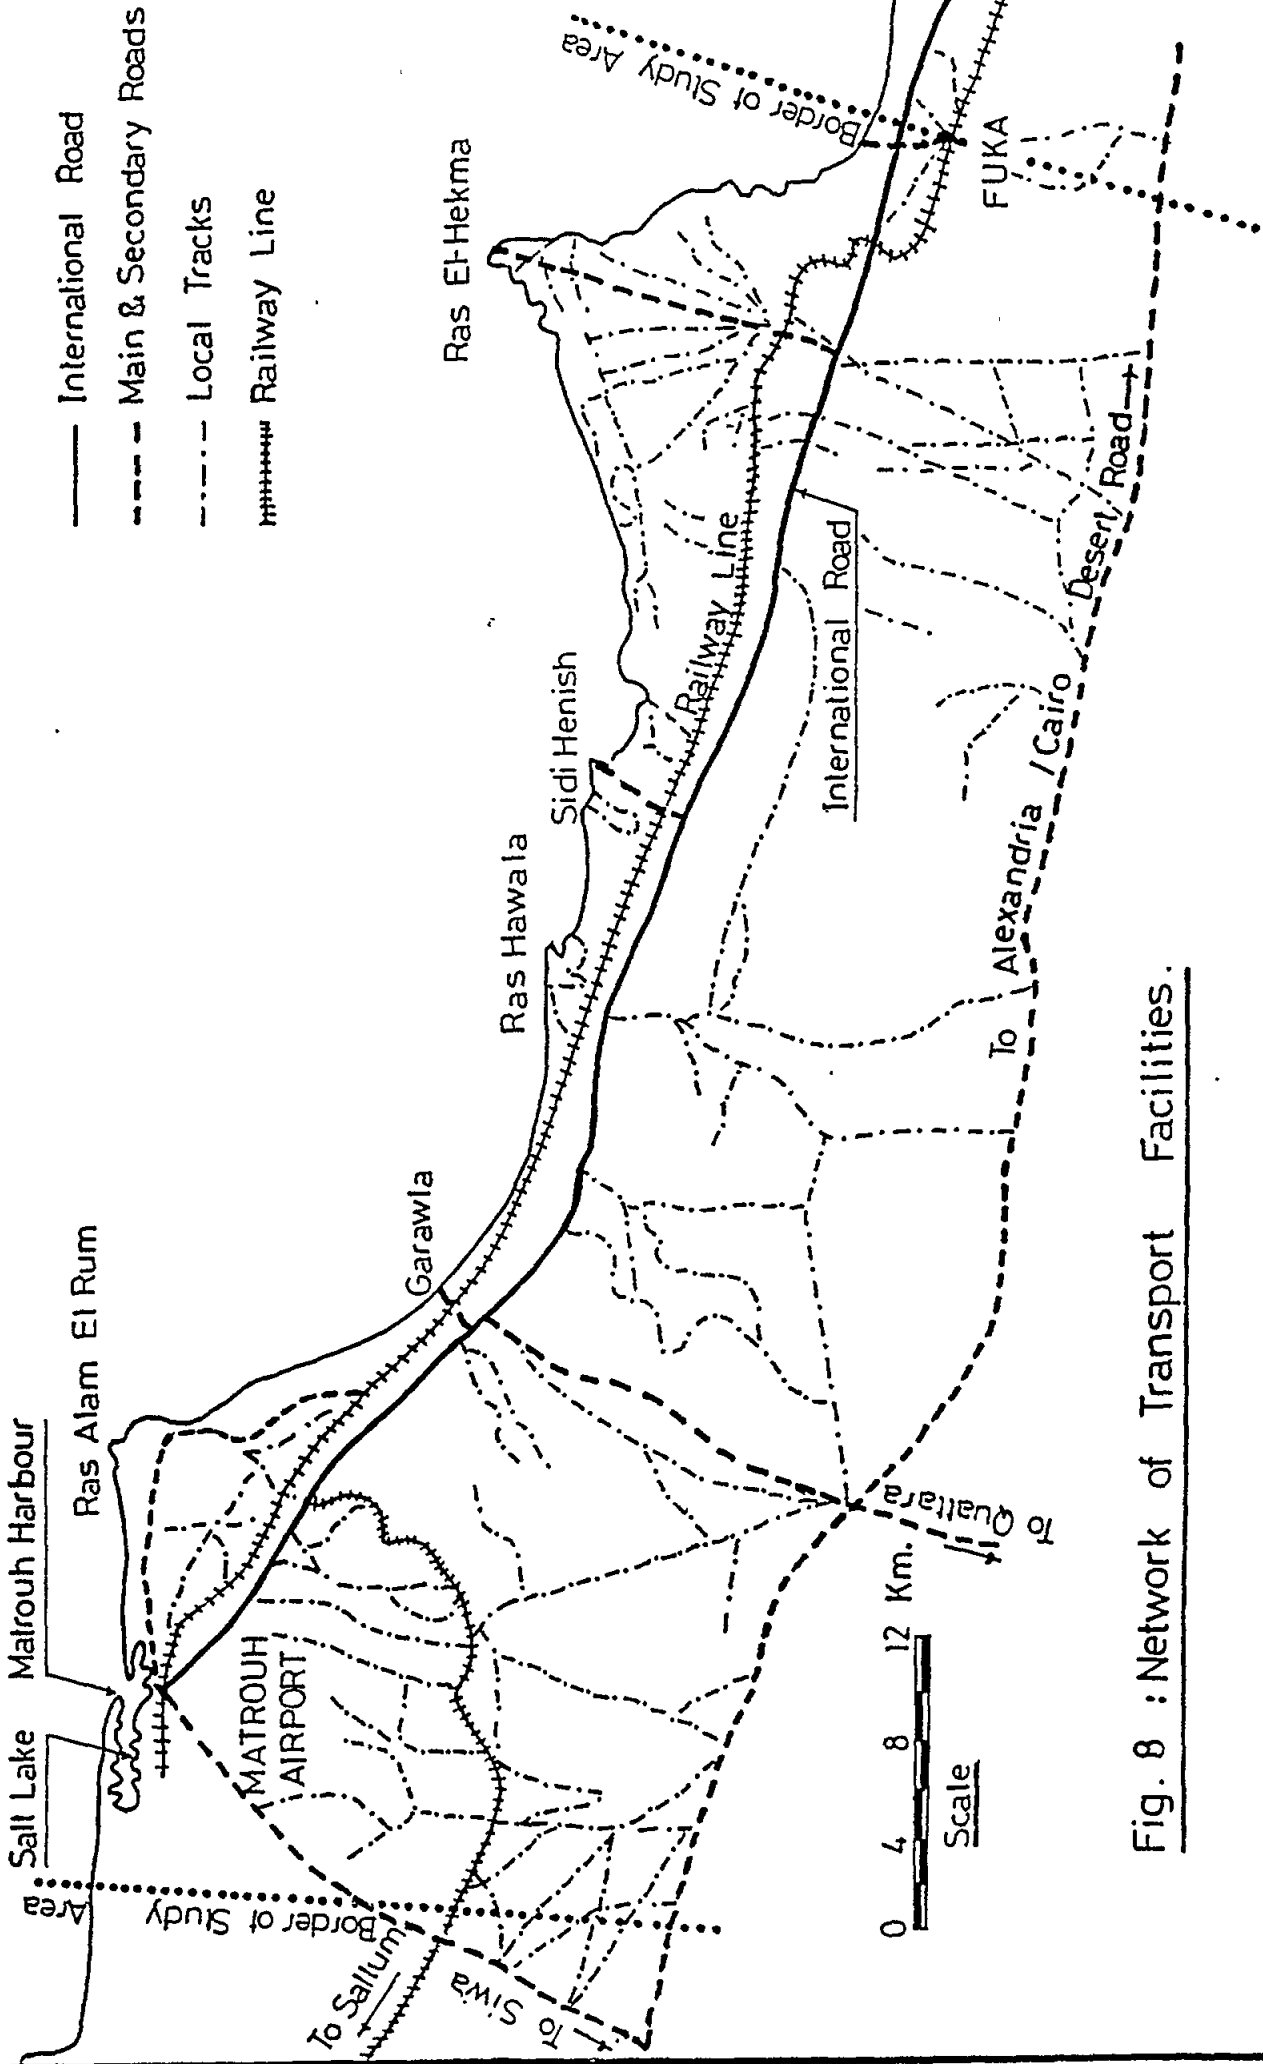 International Road
Main & Secondary Roads
Local Tracks
Railway Line
Salt Lake
Matrouh Harbour
Ras Alam El Rum
Garawla
Ras Hawala
Sidi Henish
Ras El-Hekma
Border of Study Area
Border of Study Area
MATROUH
AIRPORT
Railway Line
International Road
FUKA
To Sallum
To Siwa
To Quattara
To Alexandria / Cairo Desert Road
0 4 8 12 Km.
Scale
Fig. 8 : Network of Transport Facilities.